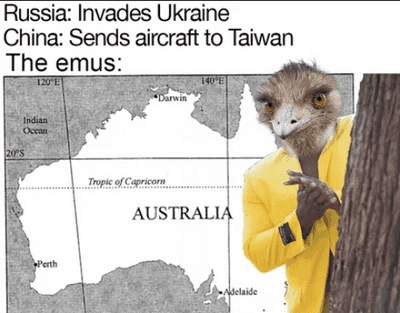 Russia: Invades Ukraine
China: Sends aircraft to Taiwan
The emus:
120°E
140°E
Darwin
Indian
Ocean
20°S
Tropic of Capricorn
AUSTRALIA
Perth
Adelaide